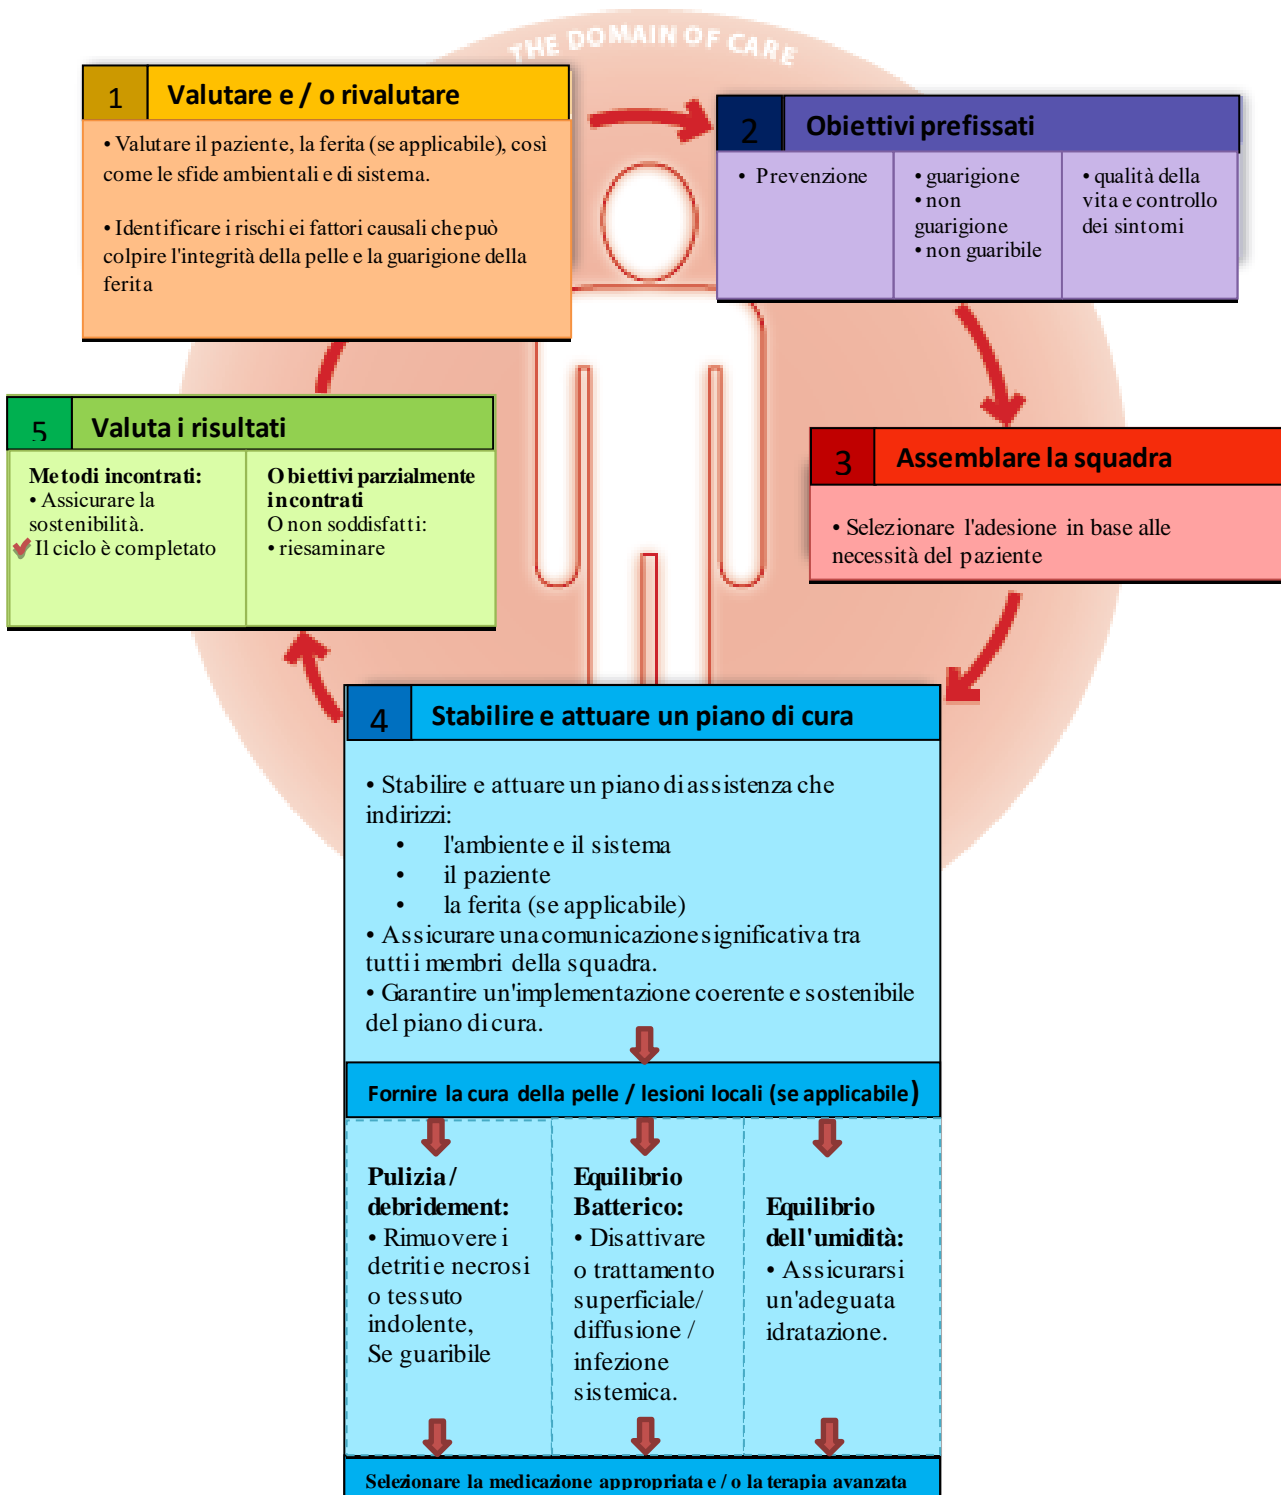 THE DOMAIN OF CARE
1 Valutare e / o rivalutare
• Valutare il paziente, la ferita (se applicabile), così
come le sfide ambientali e di sistema.
• Identificare i rischi ei fattori causali che può
colpire l'integrità della pelle e la guarigione della
ferita
2 Obiettivi prefissati
• Prevenzione
• guarigione
• non
guarigione
• non guaribile
• qualità della
vita e controllo
dei sintomi
3 Assemblare la squadra
• Selezionare l'adesione in base alle
necessità del paziente
4 Stabilire e attuare un piano di cura
• Stabilire e attuare un piano di assistenza che
indirizzi:
• l'ambiente e il sistema
• il paziente
• la ferita (se applicabile)
• Assicurare una comunicazione significativa tra
tutti i membri della squadra.
• Garantire un'implementazione coerente e sostenibile
del piano di cura.
Fornire la cura della pelle / lesioni locali (se applicabile)
Pulizia /
debridement:
• Rimuovere i
detriti e necrosi
o tessuto
indolente,
Se guaribile
Equilibrio
Batterico:
• Disattivare
o trattamento
superficiale/
diffusione /
infezione
sistemica.
Equilibrio
dell'umidità:
• Assicurarsi
un'adeguata
idratazione.
Selezionare la medicazione appropriata e / o la terapia avanzata
5 Valuta i risultati
Metodi incontrati:
• Assicurare la
sostenibilità.
Il ciclo è completato
Obiettivi parzialmente
incontrati
O non soddisfatti:
• riesaminare